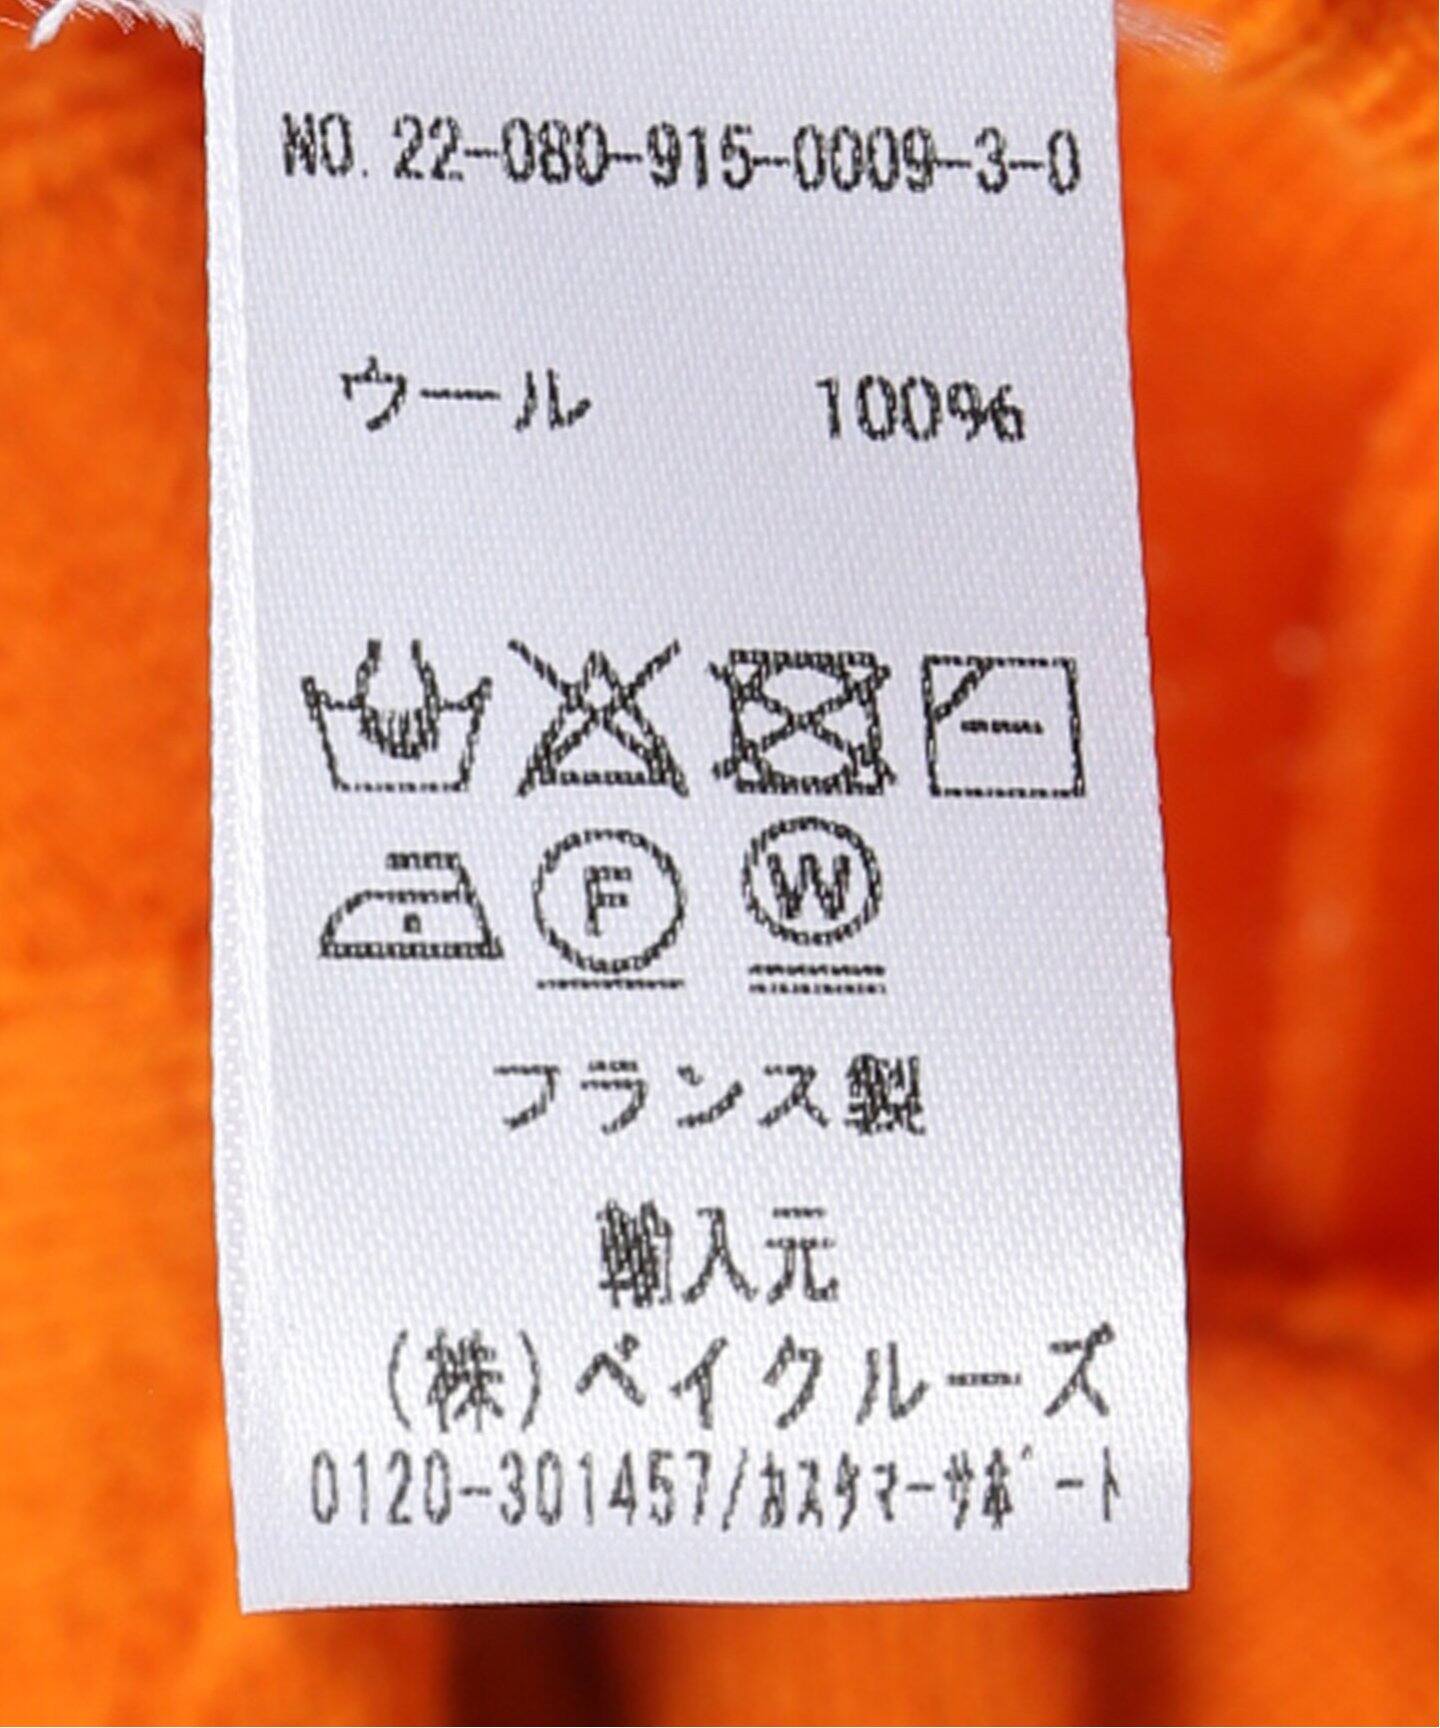 NO. 22-080-915-0009-3-0
ウール 100%
F W
フランス製
輸入元
(株)ベイクルーズ
0120-301457/カスタマーサポート